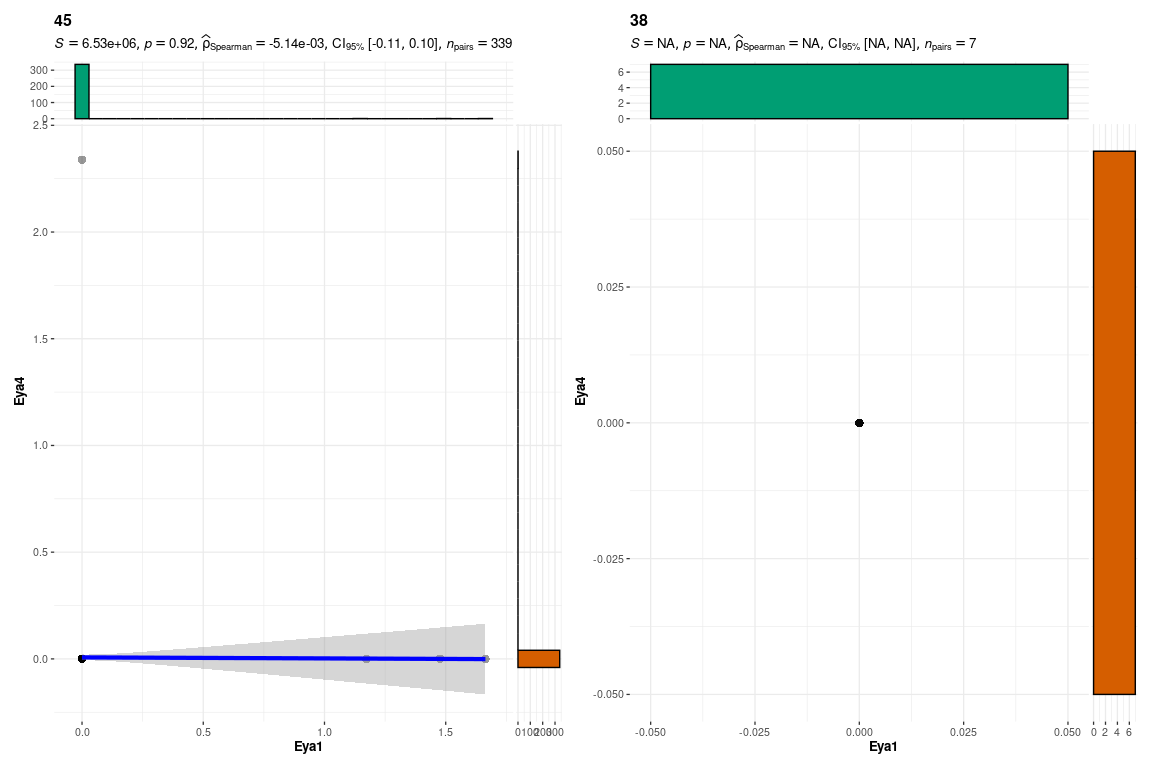 45
S = 6.53e+06, p = 0.92, ρ̂Spearman = -5.14e-03, CI95% [-0.11, 0.10], npairs = 339
300
200
100
0
2.5
2.0
1.5
1.0
0.5
0.0
Eya4
0.0 0.5 1.0 1.5 0 100 200 300
Eya1
38
S = NA, p = NA, ρ̂Spearman = NA, CI95% [NA, NA], npairs = 7
6
4
2
0
0.050
0.025
0.000
-0.025
-0.050
Eya4
-0.050 -0.025 0.000 0.025 0.050 0 2 4 6
Eya1